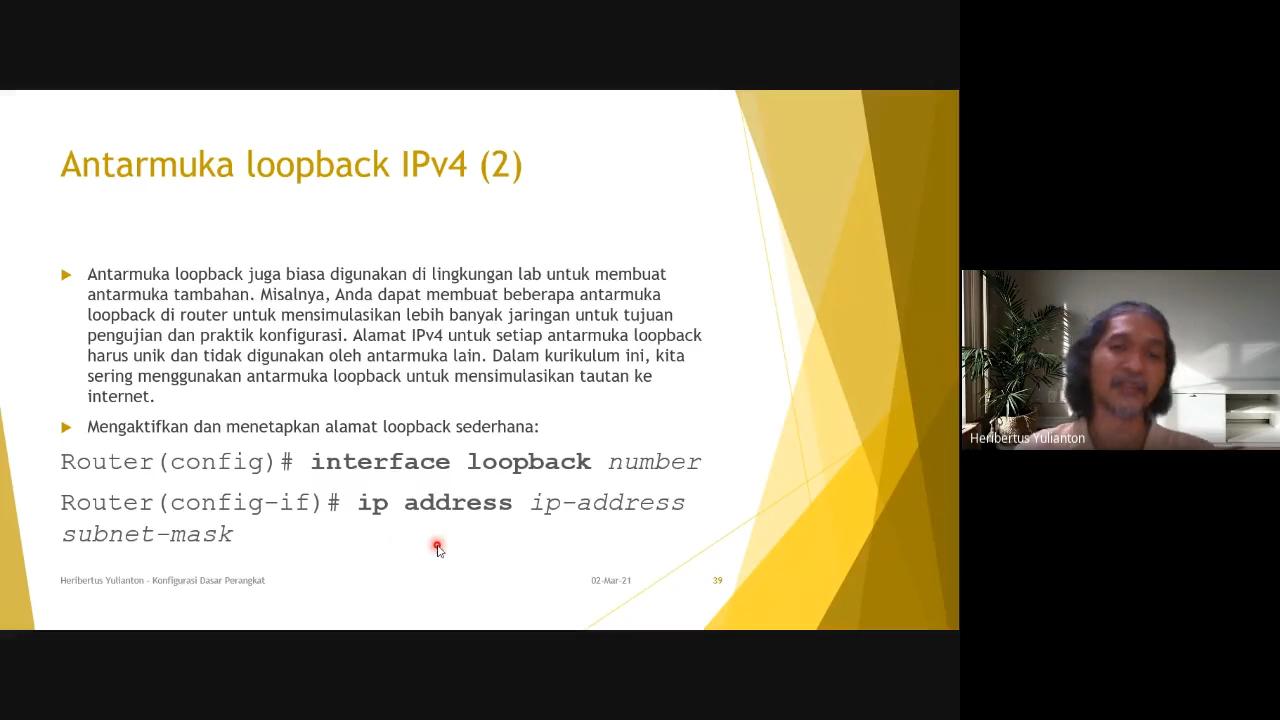 Antarmuka loopback IPv4 (2)
Antarmuka loopback juga biasa digunakan di lingkungan lab untuk membuat
antarmuka tambahan. Misalnya, Anda dapat membuat beberapa antarmuka
loopback di router untuk mensimulasikan lebih banyak jaringan untuk tujuan
pengujian dan praktik konfigurasi. Alamat IPv4 untuk setiap antarmuka loopback
harus unik dan tidak digunakan oleh antarmuka lain. Dalam kurikulum ini, kita
sering menggunakan antarmuka loopback untuk mensimulasikan tautan ke
internet.
Mengaktifkan dan menetapkan alamat loopback sederhana:
Router(config)# interface loopback number
Router(config-if)# ip address ip-address
subnet-mask
Heribertus Yulianton - Konfigurasi Dasar Perangkat
02-Mar-21
39
Heribertus Yulianton